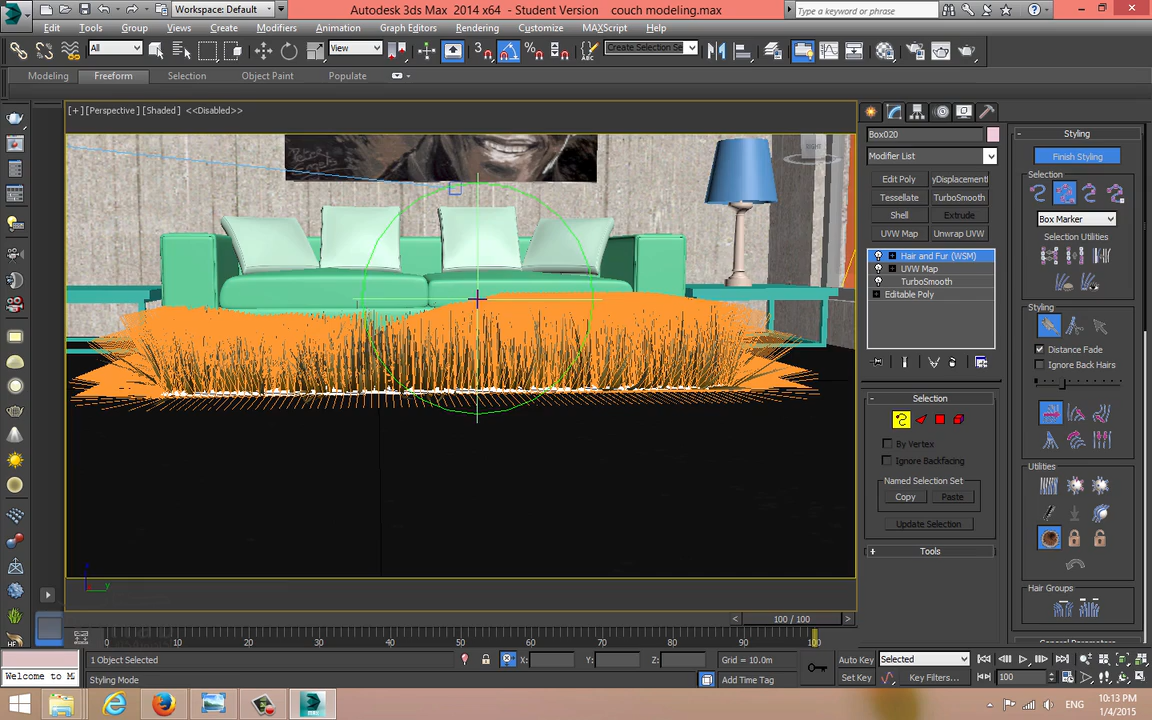 Workspace: Default
Autodesk 3ds Max 2014 x64 - Student Version couch modeling.max
Type a keyword or phrase
Edit Tools Group Views Create Modifiers Animation Graph Editors Rendering Customize MAXScript Help
All
View
Create Selection Se
Modeling Freeform Selection Object Paint Populate
[+] [Perspective] [Shaded] <<Disabled>>
Box020
Modifier List
Edit Poly
yDisplacement
Tessellate
TurboSmooth
Shell
Extrude
UVW Map
Unwrap UVW
Hair and Fur (WSM)
UVW Map
TurboSmooth
Editable Poly
Selection
By Vertex
Ignore Backfacing
Named Selection Set
Copy
Paste
Update Selection
Tools
Styling
Finish Styling
Selection
Box Marker
Selection Utilities
Styling
Distance Fade
Ignore Back Hairs
Utilities
Hair Groups
General Parameters
100 / 100
0 10 20 30 40 50 60 70 80 90 100
1 Object Selected
X: Y: Z:
Grid = 10.0m
Auto Key
Selected
Welcome to M
Styling Mode
Add Time Tag
Set Key
Key Filters...
100
ENG
10:13 PM
1/4/2015